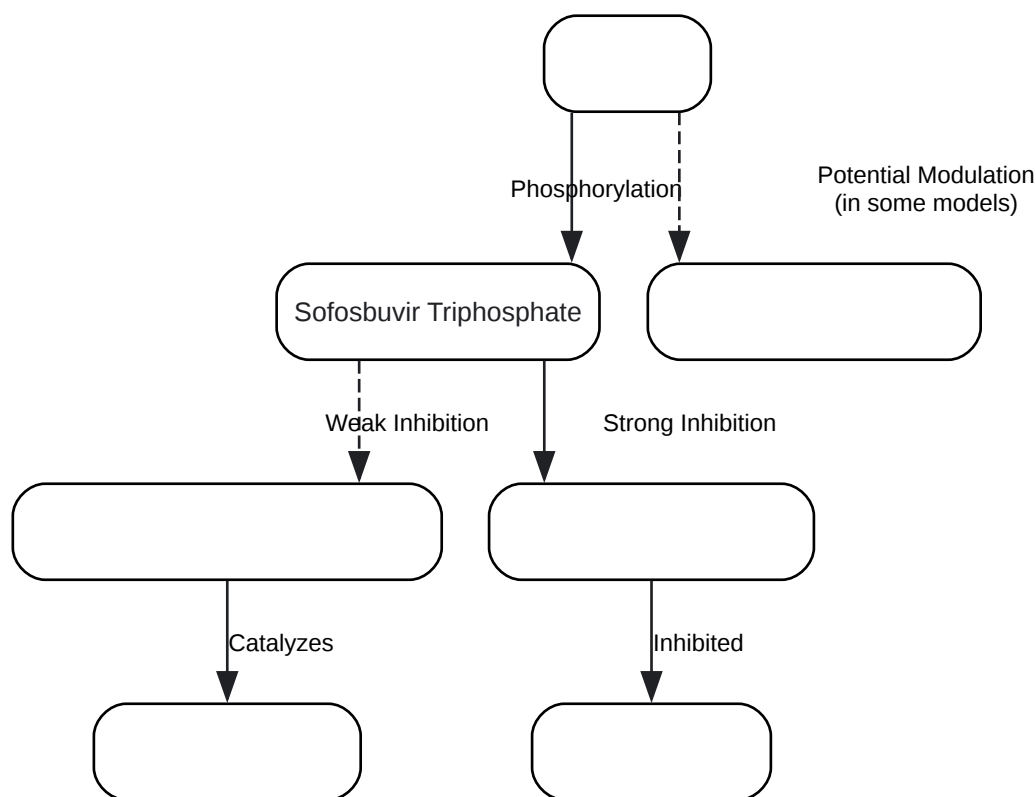 Phosphorylation
Potential Modulation
(in some models)
Sofosbuvir Triphosphate
Weak Inhibition
Strong Inhibition
Catalyzes
Inhibited